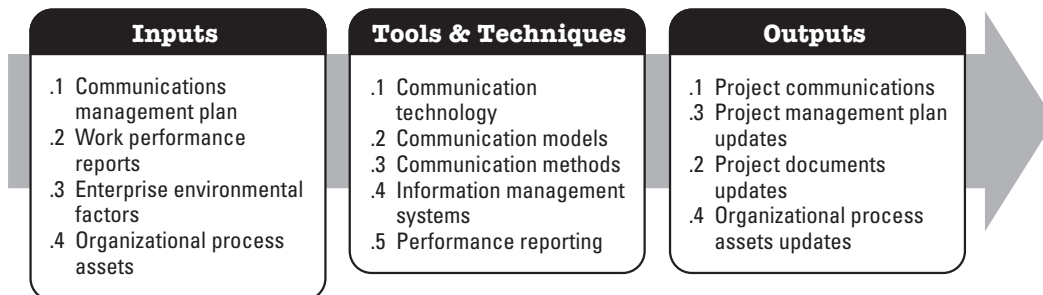 Inputs
.1 Communications
management plan
.2 Work performance
reports
.3 Enterprise environmental
factors
.4 Organizational process
assets
Tools & Techniques
.1 Communication
technology
.2 Communication models
.3 Communication methods
.4 Information management
systems
.5 Performance reporting
Outputs
.1 Project communications
.3 Project management plan
updates
.2 Project documents
updates
.4 Organizational process
assets updates